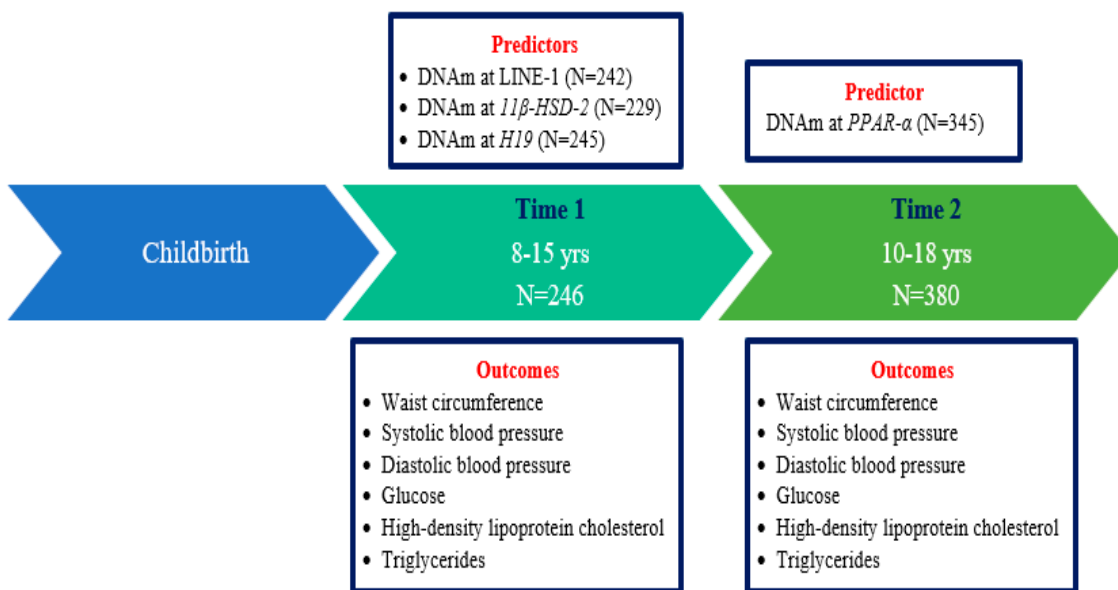 Predictors
• DNAm at LINE-1 (N=242)
• DNAm at 11β-HSD-2 (N=229)
• DNAm at H19 (N=245)
Predictor
DNAm at PPAR-α (N=345)
Childbirth
Time 1
8-15 yrs
N=246
Time 2
10-18 yrs
N=380
Outcomes
• Waist circumference
• Systolic blood pressure
• Diastolic blood pressure
• Glucose
• High-density lipoprotein cholesterol
• Triglycerides
Outcomes
• Waist circumference
• Systolic blood pressure
• Diastolic blood pressure
• Glucose
• High-density lipoprotein cholesterol
• Triglycerides